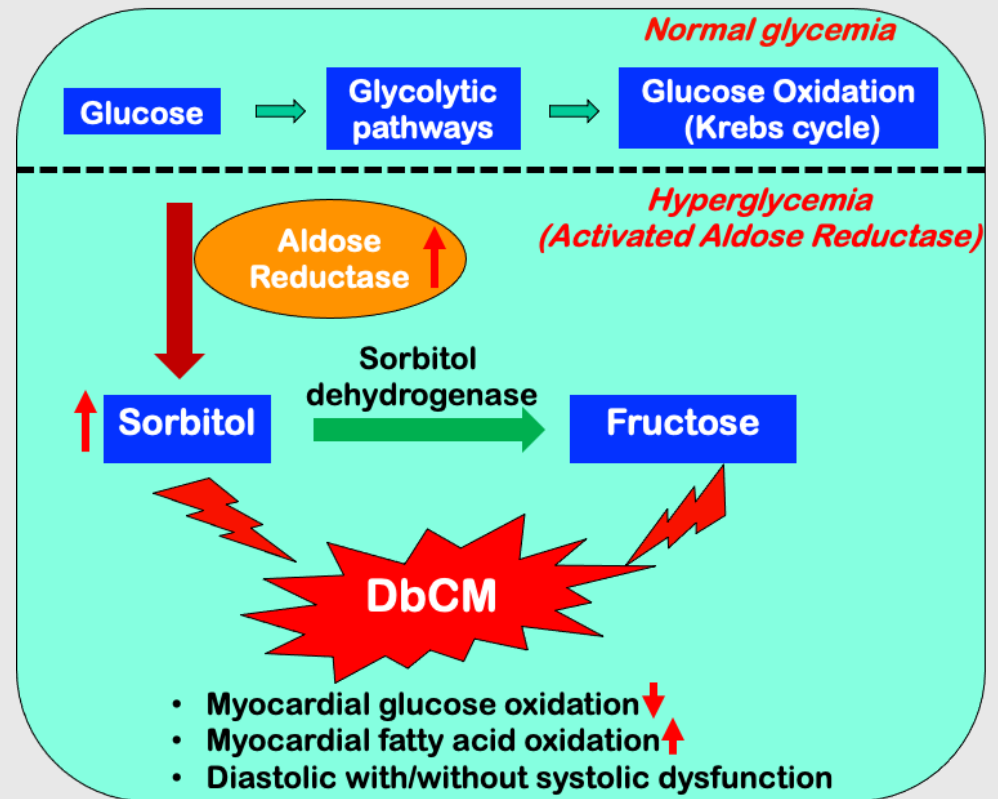 Normal glycemia
Glucose
Glycolytic
pathways
Glucose Oxidation
(Krebs cycle)
Hyperglycemia
(Activated Aldose Reductase)
Aldose
Reductase
Sorbitol
dehydrogenase
Sorbitol
Fructose
DbCM
• Myocardial glucose oxidation
• Myocardial fatty acid oxidation
• Diastolic with/without systolic dysfunction